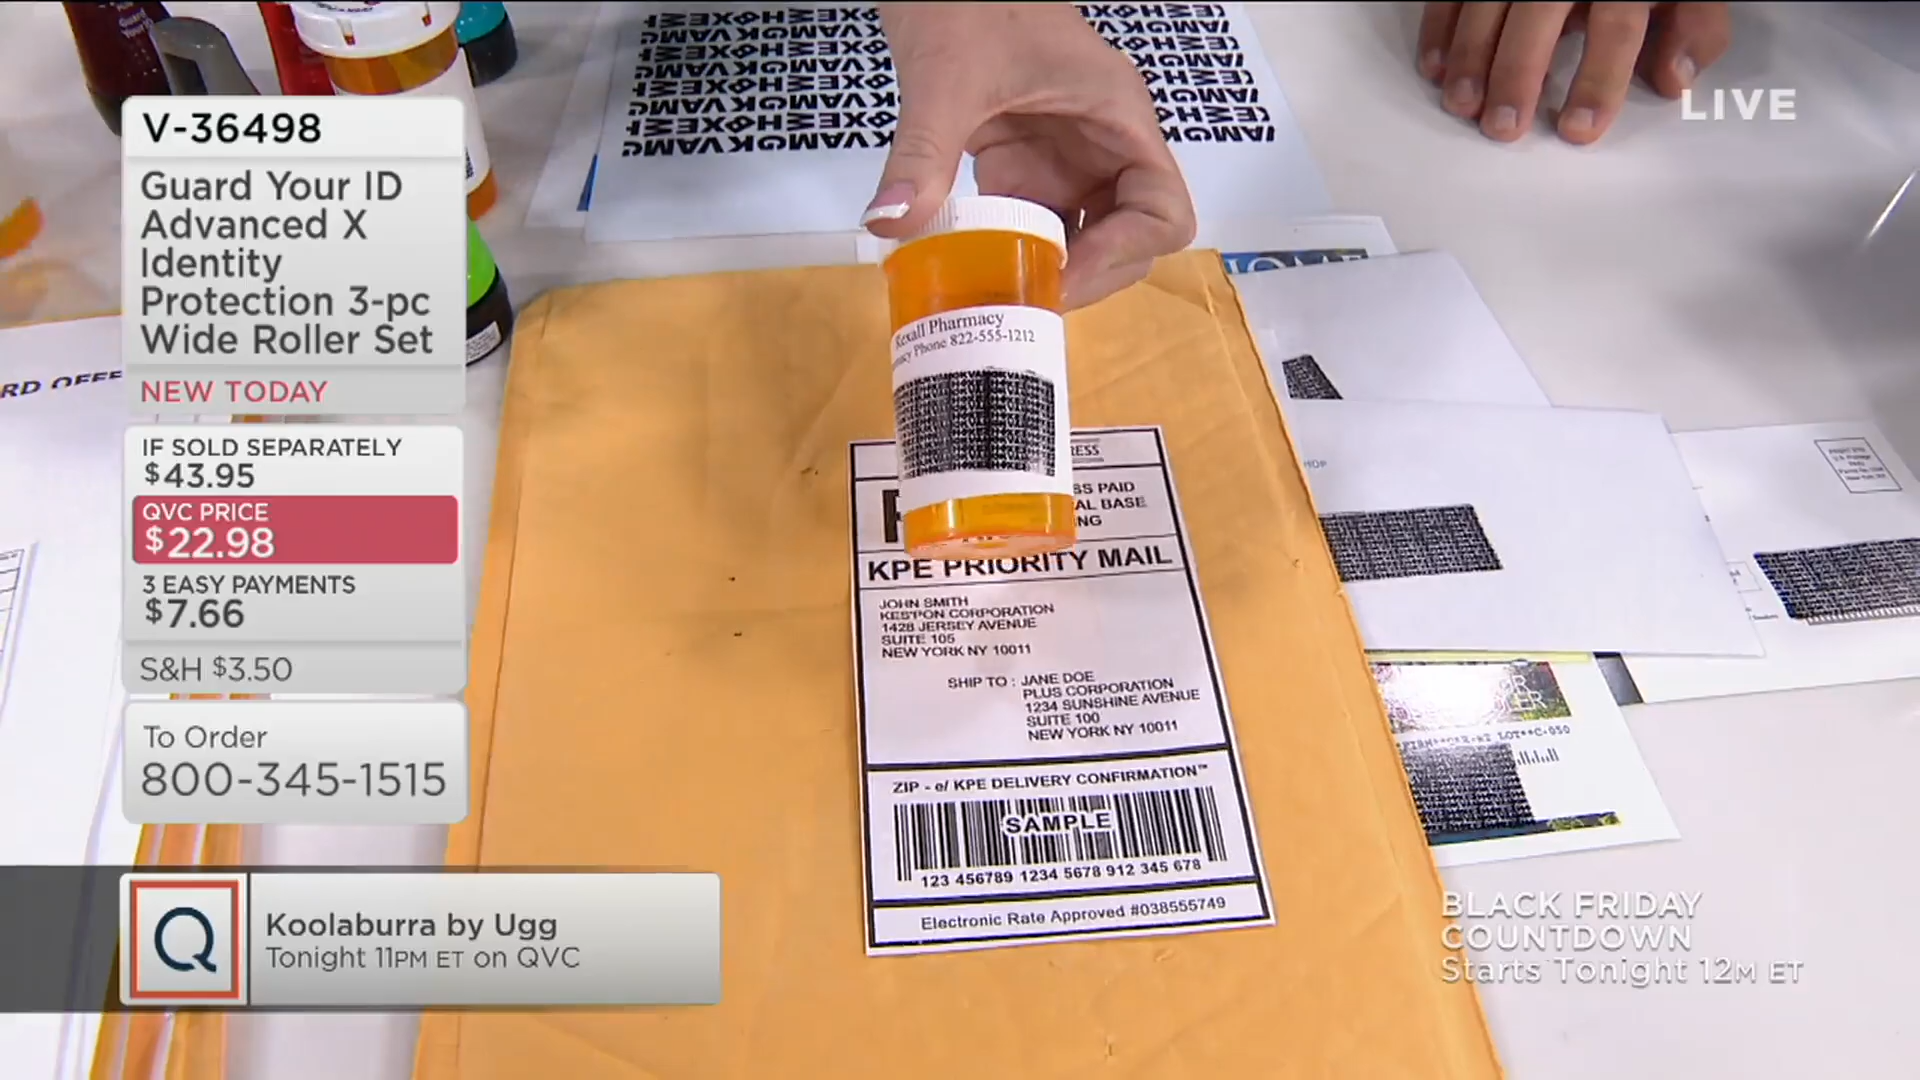 V-36498
Guard Your ID
Advanced X
Identity
Protection 3-pc
Wide Roller Set
NEW TODAY
IF SOLD SEPARATELY
$43.95
QVC PRICE
$22.98
3 EASY PAYMENTS
$7.66
S&H $3.50
To Order
800-345-1515
Koolaburra by Ugg
Tonight 11PM ET on QVC
LIVE
Rexall Pharmacy
Phone 822-555-1212
SS PAID
AL BASE
NG
KPE PRIORITY MAIL
JOHN SMITH
KES'PON CORPORATION
1428 JERSEY AVENUE
SUITE 105
NEW YORK NY 10011
SHIP TO : JANE DOE
PLUS CORPORATION
1234 SUNSHINE AVENUE
SUITE 100
NEW YORK NY 10011
ZIP - e/ KPE DELIVERY CONFIRMATION™
SAMPLE
123 456789 1234 5678 912 345 678
Electronic Rate Approved #038555749
BLACK FRIDAY
COUNTDOWN
Starts Tonight 12M ET